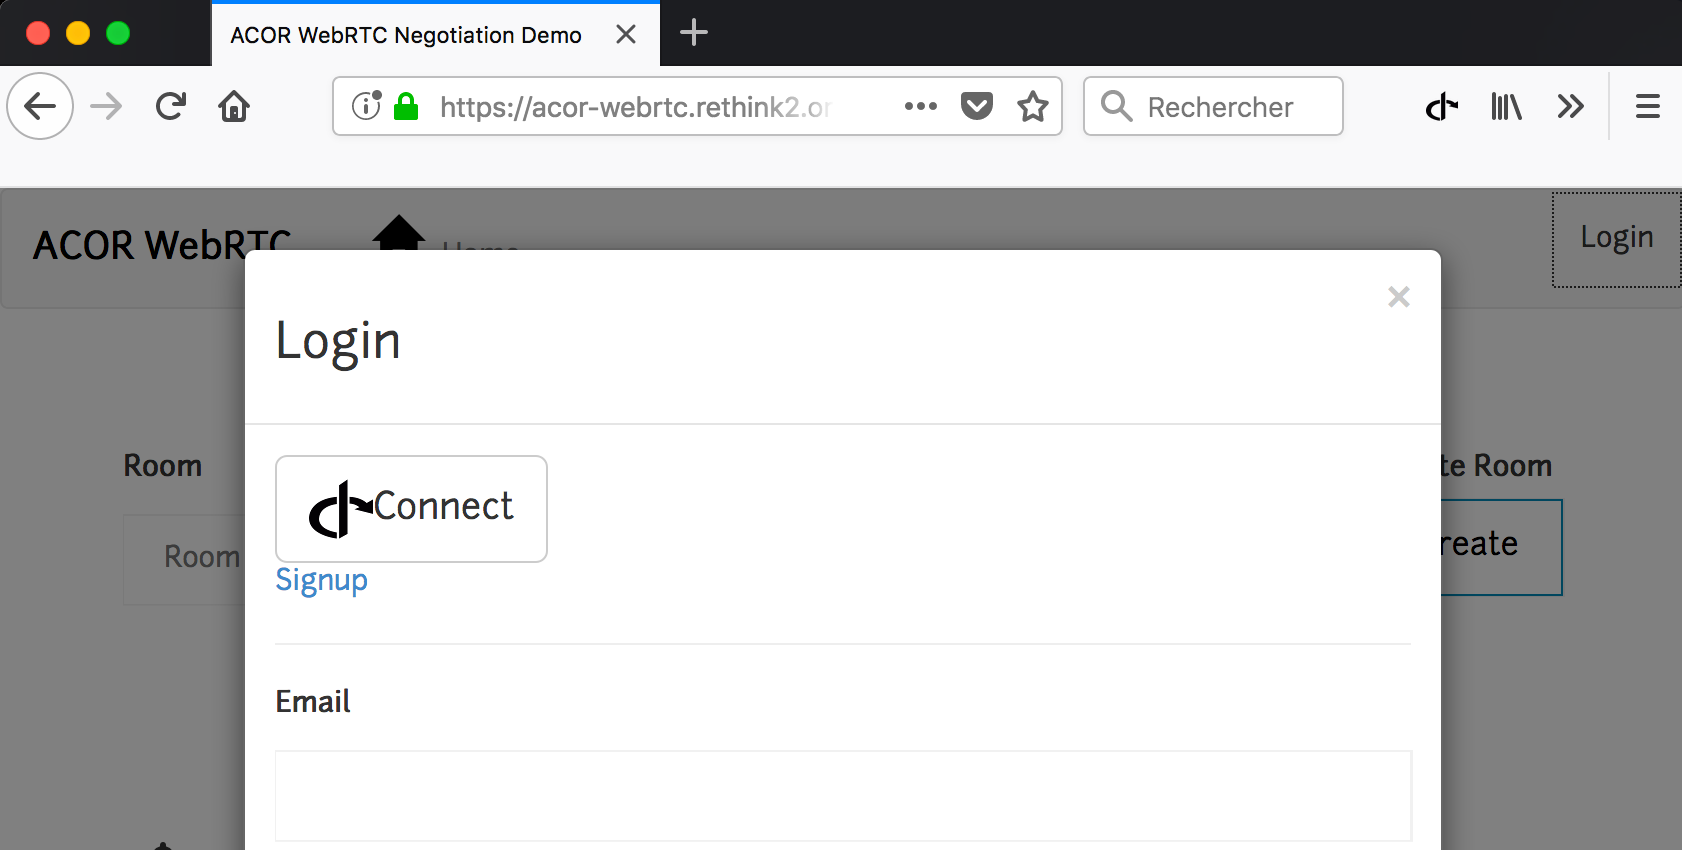 ACOR WebRTC Negotiation Demo
https://acor-webrtc.rethink2.or
Rechercher
ACOR WebRTC
Home
Login
Login
Connect
Signup
Room
te Room
Room
reate
Email